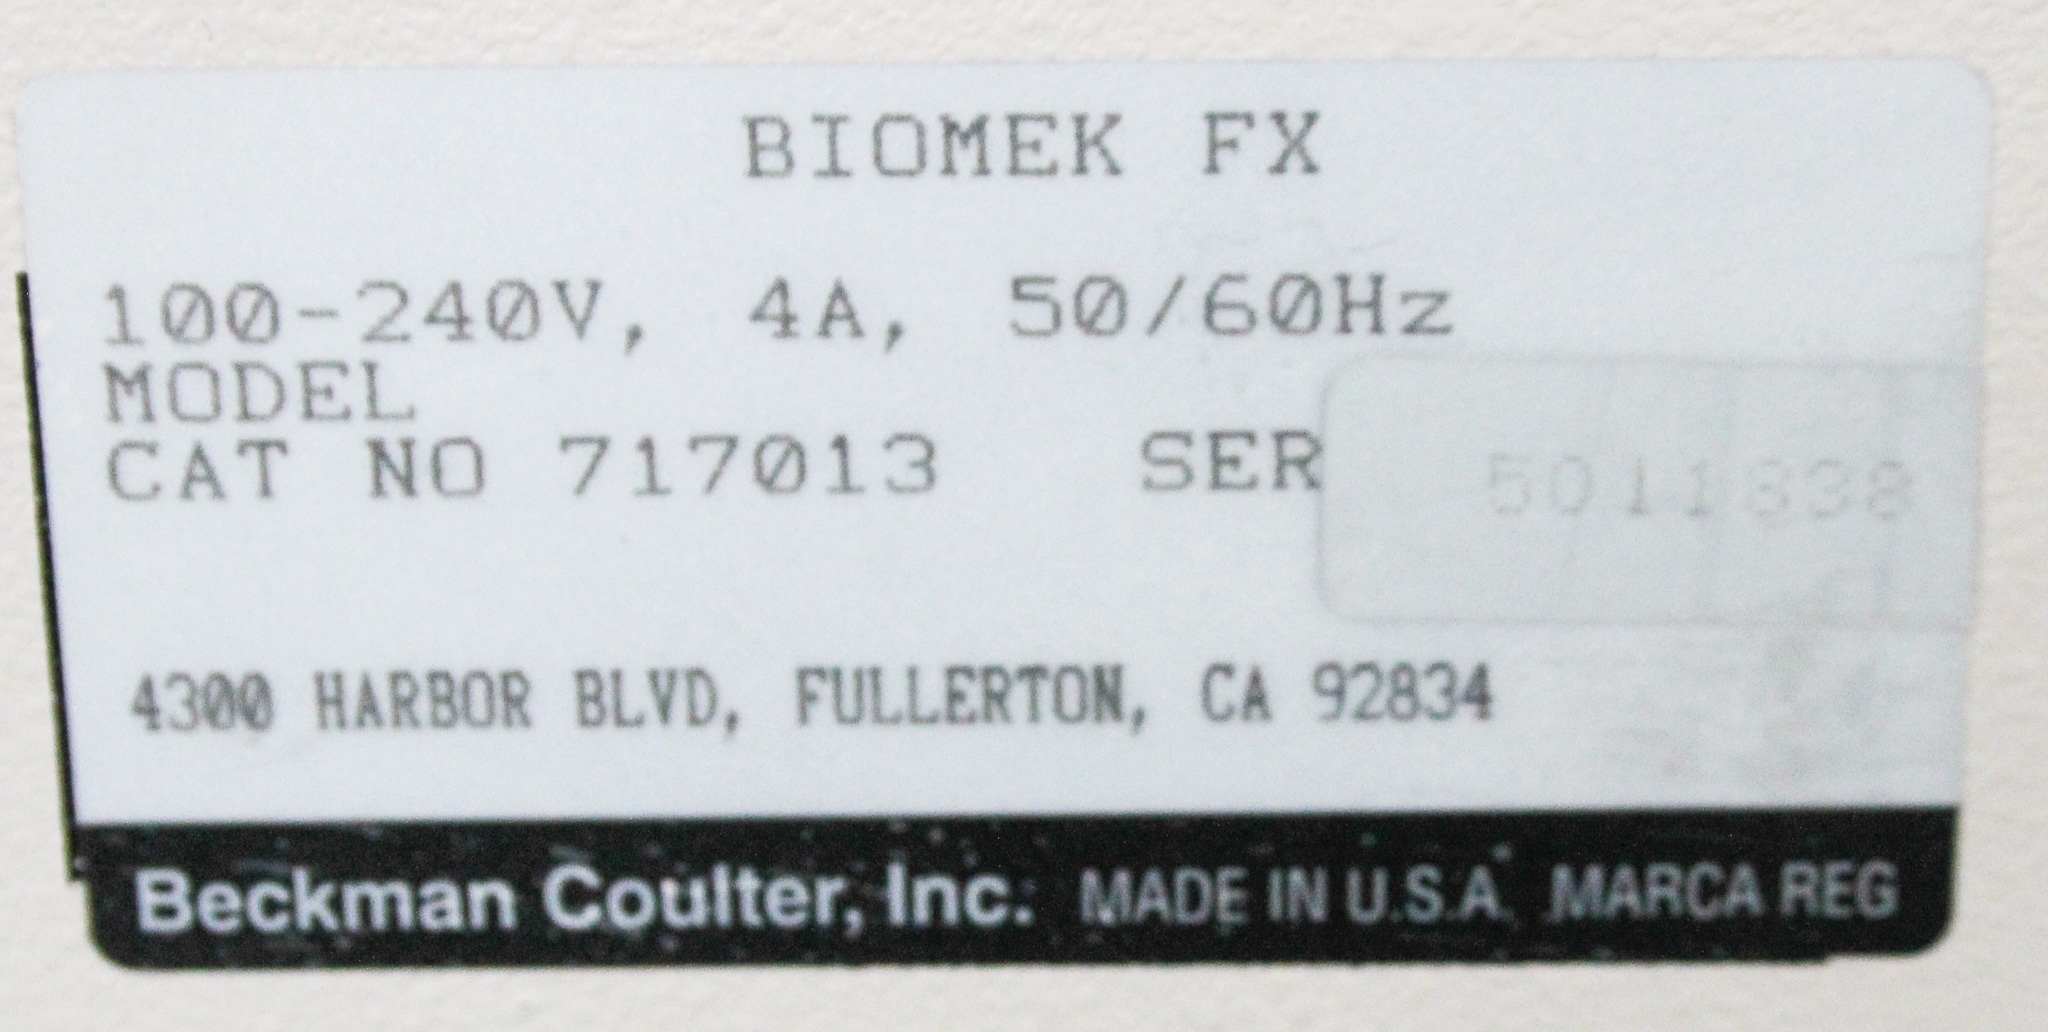 BIOMEK FX
100-240V, 4A, 50/60Hz
MODEL
CAT NO 717013 SER
4300 HARBOR BLVD, FULLERTON, CA 92834
Beckman Coulter, Inc. MADE IN U.S.A. MARCA REG